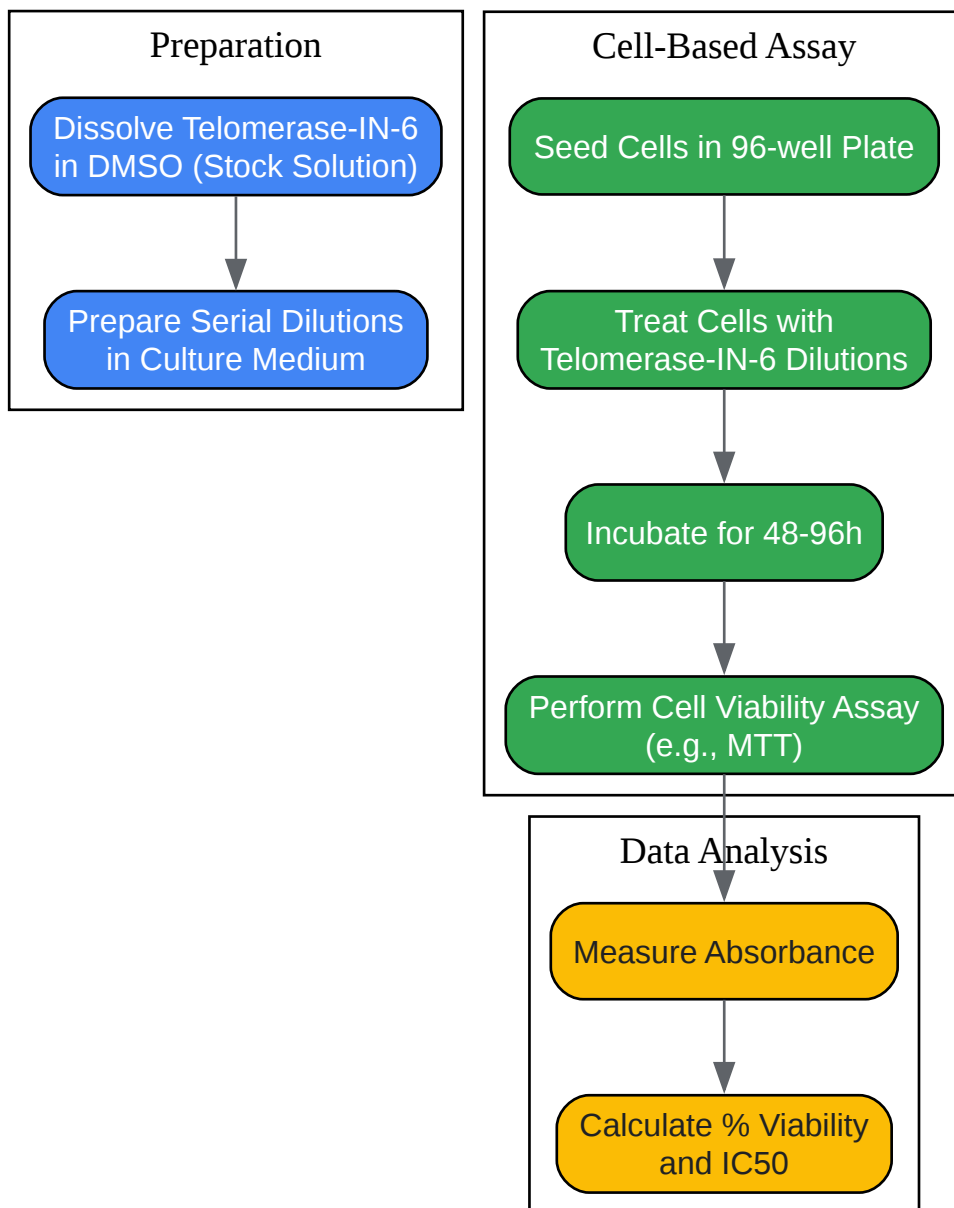 Preparation
Dissolve Telomerase-IN-6
in DMSO (Stock Solution)
Prepare Serial Dilutions
in Culture Medium
Cell-Based Assay
Seed Cells in 96-well Plate
Treat Cells with
Telomerase-IN-6 Dilutions
Incubate for 48-96h
Perform Cell Viability Assay
(e.g., MTT)
Data Analysis
Measure Absorbance
Calculate % Viability
and IC50